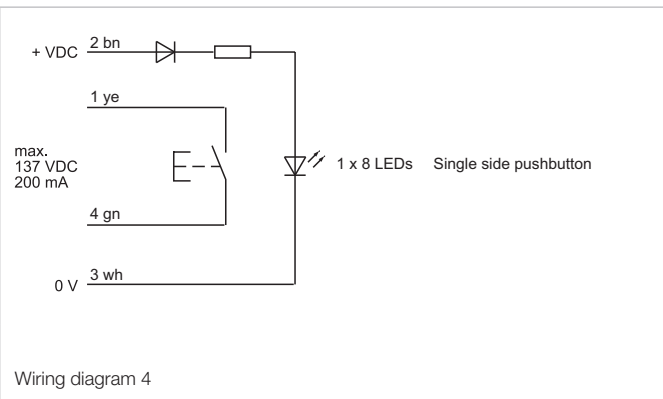 + VDC 2 bn
1 ye
max.
137 VDC
200 mA
1 x 8 LEDs Single side pushbutton
4 gn
0 V 3 wh
Wiring diagram 4